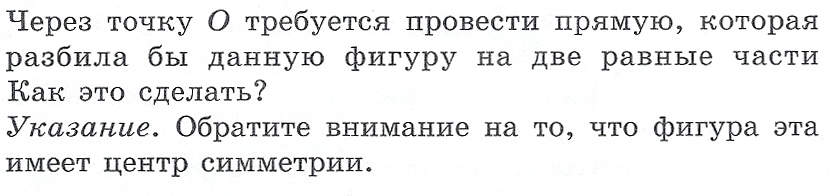 Через точку О требуется провести прямую, которая
разбила бы данную фигуру на две равные части
Как это сделать?
Указание. Обратите внимание на то, что фигура эта
имеет центр симметрии.